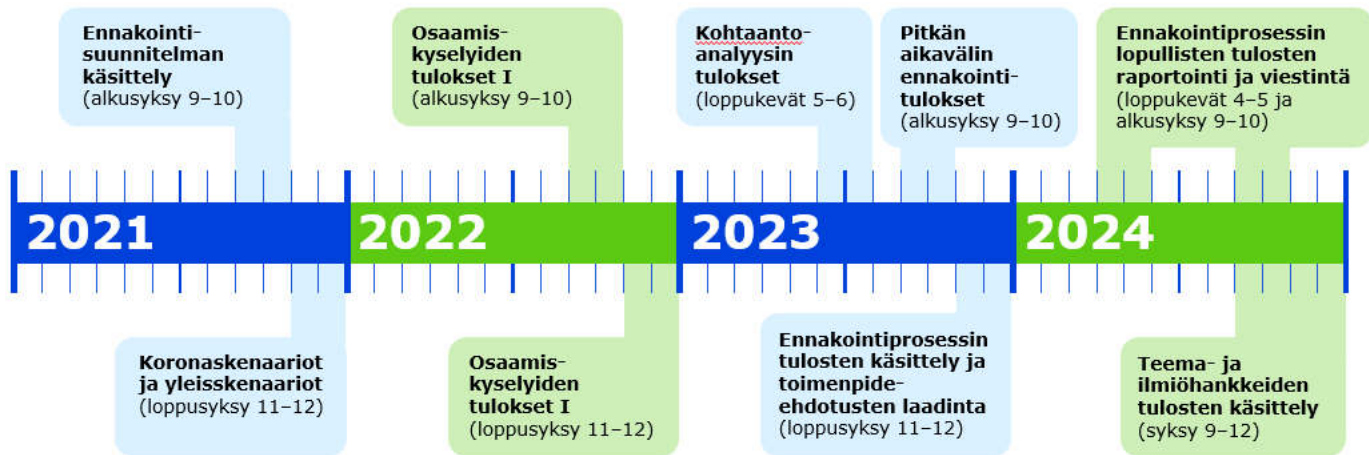 Ennakointi-
suunnitelman
käsittely
(alkusyksy 9–10)
Osaamis-
kyselyiden
tulokset I
(alkusyksy 9–10)
Kohtaanto-
analyysin
tulokset
(loppukevät 5–6)
Pitkän
aikavälin
ennakointi-
tulokset
(alkusyksy 9–10)
Ennakointiprosessin
lopullisten tulosten
raportointi ja viestintä
(loppukevät 4–5 ja
alkusyksy 9–10)
2021
2022
2023
2024
Koronaskenaariot
ja yleisskenaariot
(loppusyksy 11–12)
Osaamis-
kyselyiden
tulokset I
(loppusyksy 11–12)
Ennakointiprosessin
tulosten käsittely ja
toimenpide-
ehdotusten laadinta
(loppusyksy 11–12)
Teema- ja
ilmiöhankkeiden
tulosten käsittely
(syksy 9–12)